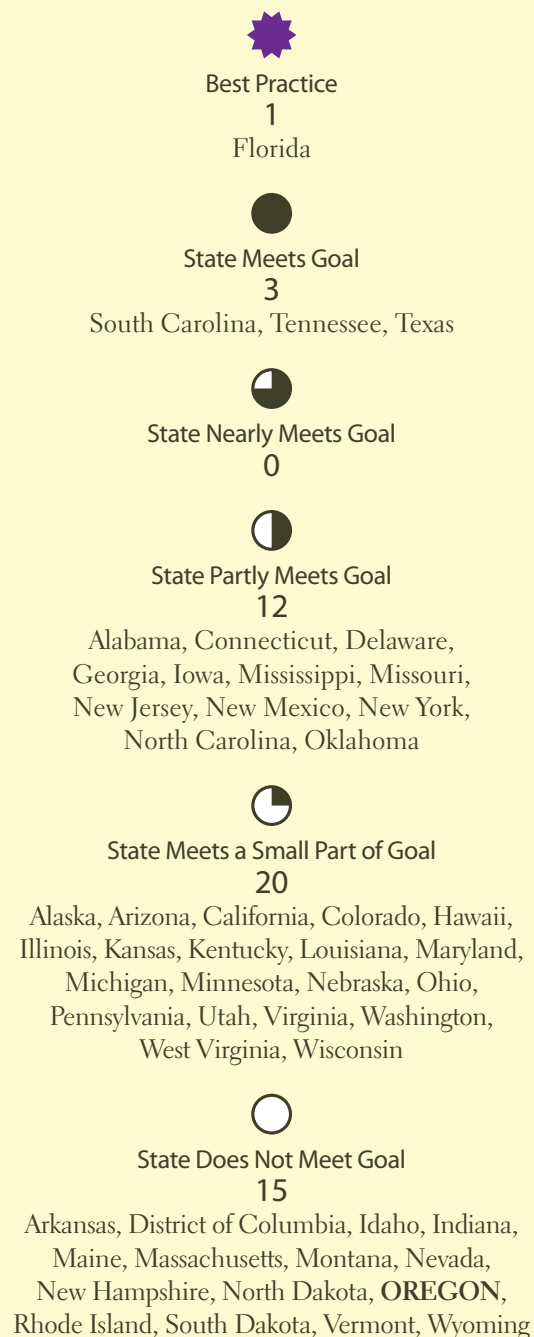 Best Practice
1
Florida
State Meets Goal
3
South Carolina, Tennessee, Texas
State Nearly Meets Goal
0
State Partly Meets Goal
12
Alabama, Connecticut, Delaware,
Georgia, Iowa, Mississippi, Missouri,
New Jersey, New Mexico, New York,
North Carolina, Oklahoma
State Meets a Small Part of Goal
20
Alaska, Arizona, California, Colorado, Hawaii,
Illinois, Kansas, Kentucky, Louisiana, Maryland,
Michigan, Minnesota, Nebraska, Ohio,
Pennsylvania, Utah, Virginia, Washington,
West Virginia, Wisconsin
State Does Not Meet Goal
15
Arkansas, District of Columbia, Idaho, Indiana,
Maine, Massachusetts, Montana, Nevada,
New Hampshire, North Dakota, OREGON,
Rhode Island, South Dakota, Vermont, Wyoming